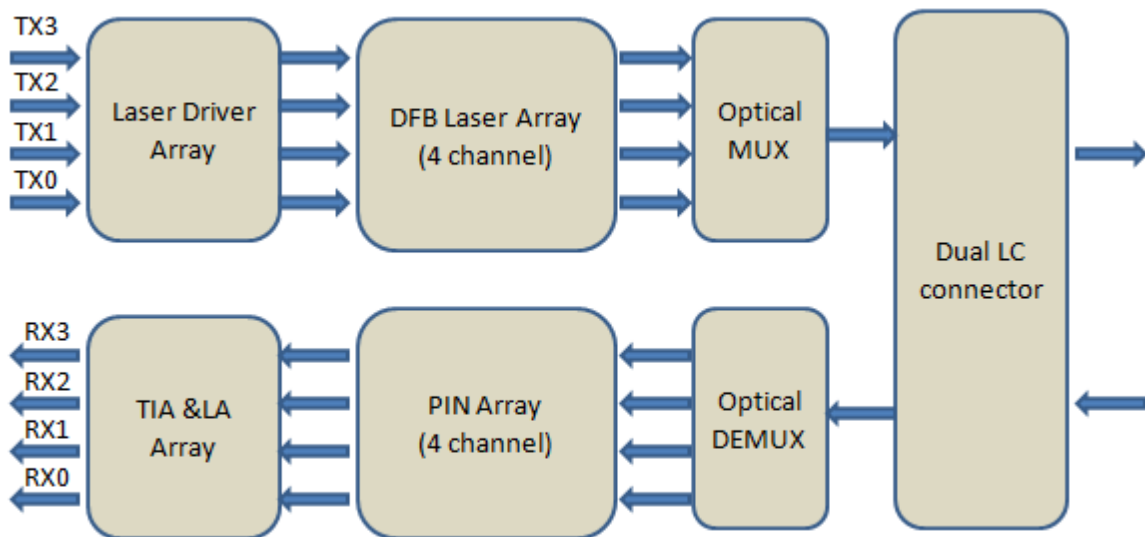 TX3
TX2
TX1
TX0
Laser Driver
Array
DFB Laser Array
(4 channel)
Optical
MUX
Dual LC
connector
RX3
RX2
RX1
RX0
TIA &LA
Array
PIN Array
(4 channel)
Optical
DEMUX